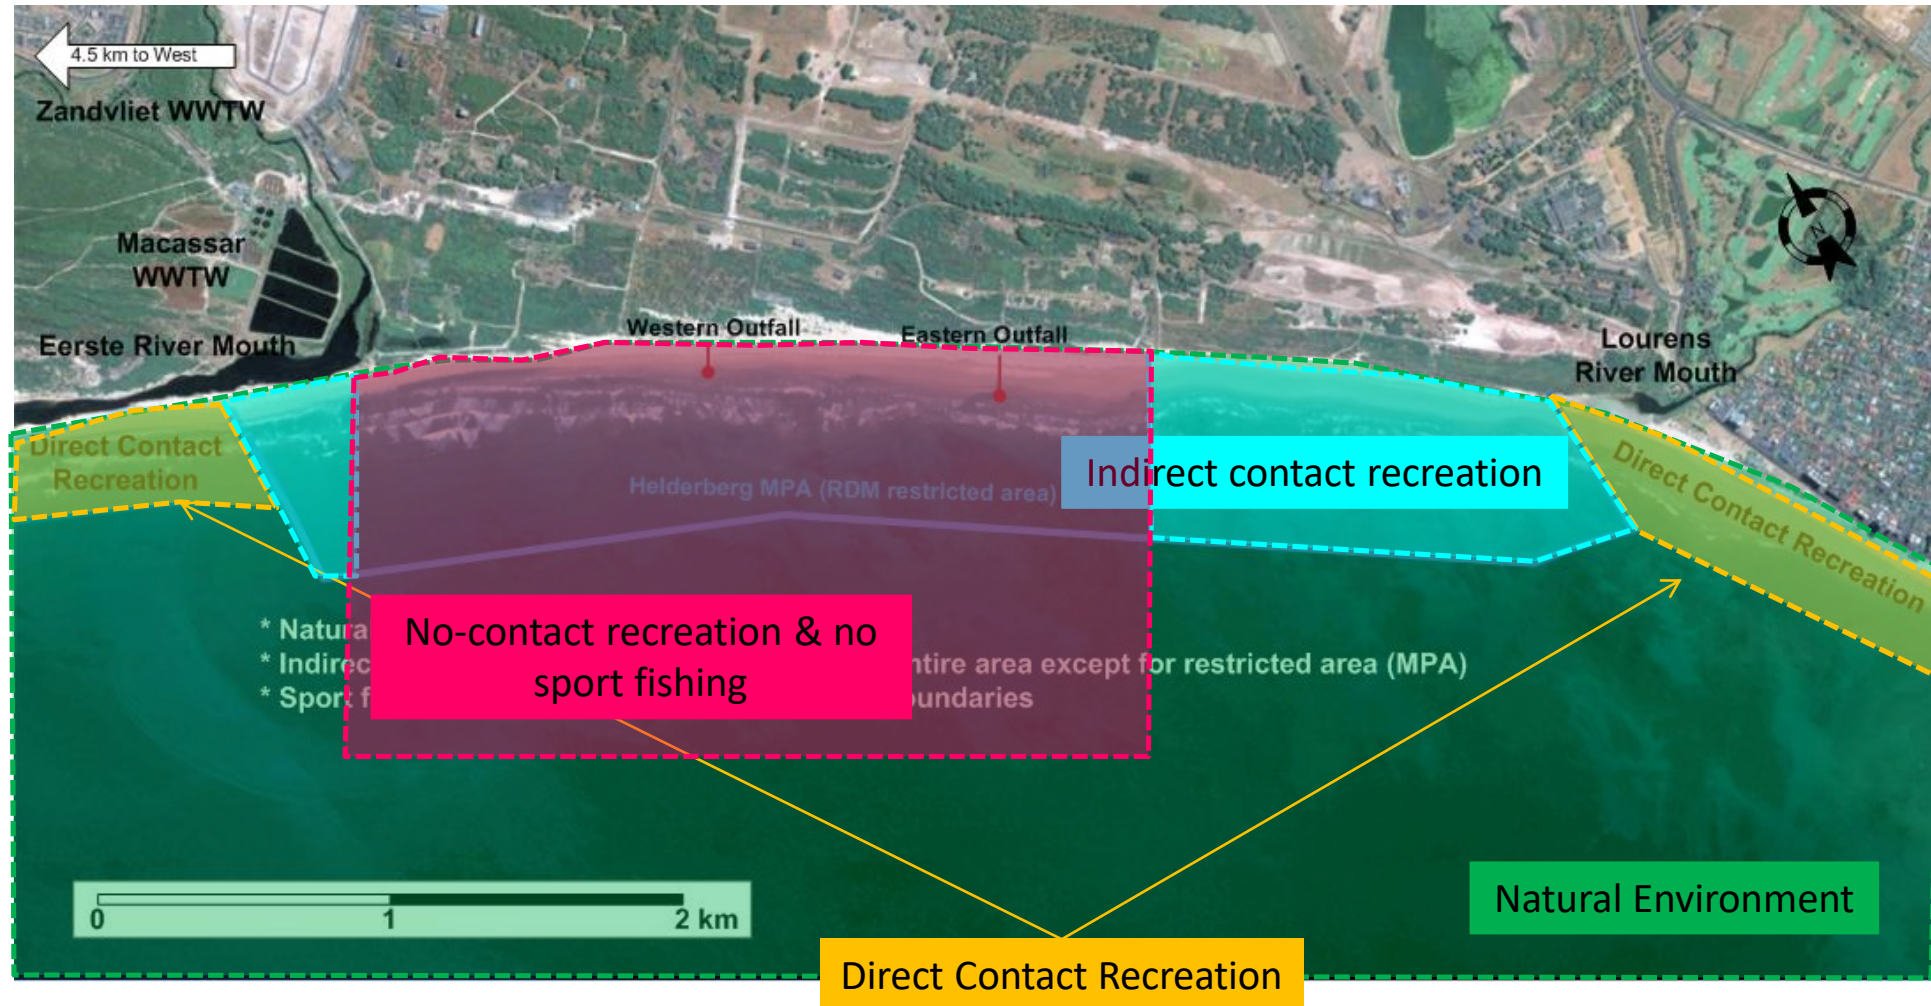 4.5 km to West
Zandvliet WWTW
Macassar
WWTW
Eerste River Mouth
Western Outfall
Eastern Outfall
Lourens
River Mouth
N
Direct Contact
Recreation
Helderberg MPA (RDM restricted area)
Indirect contact recreation
Direct Contact Recreation
No-contact recreation & no
sport fishing
* Natura
* Indirec ntire area except for restricted area (MPA)
* Sport f oundaries
0 1 2 km
Natural Environment
Direct Contact Recreation